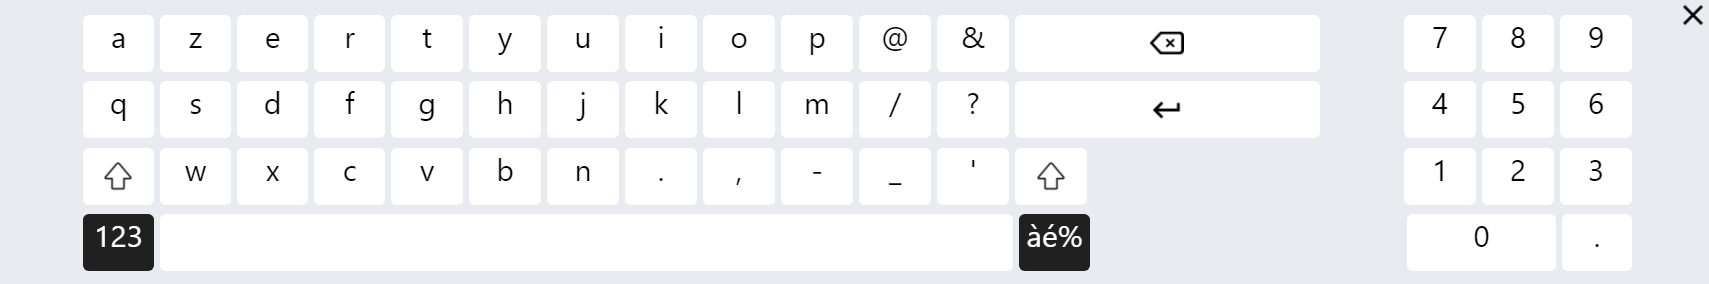 a z e r t y u i o p @ & 7 8 9
q s d f g h j k l m / ? 4 5 6
w x c v b n . , - _ ' 1 2 3
123 àé% 0 .